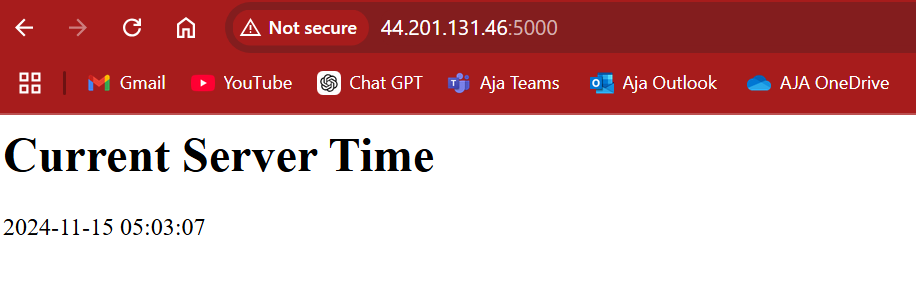 Not secure 44.201.131.46:5000
Gmail YouTube Chat GPT Aja Teams Aja Outlook AJA OneDrive
Current Server Time
2024-11-15 05:03:07